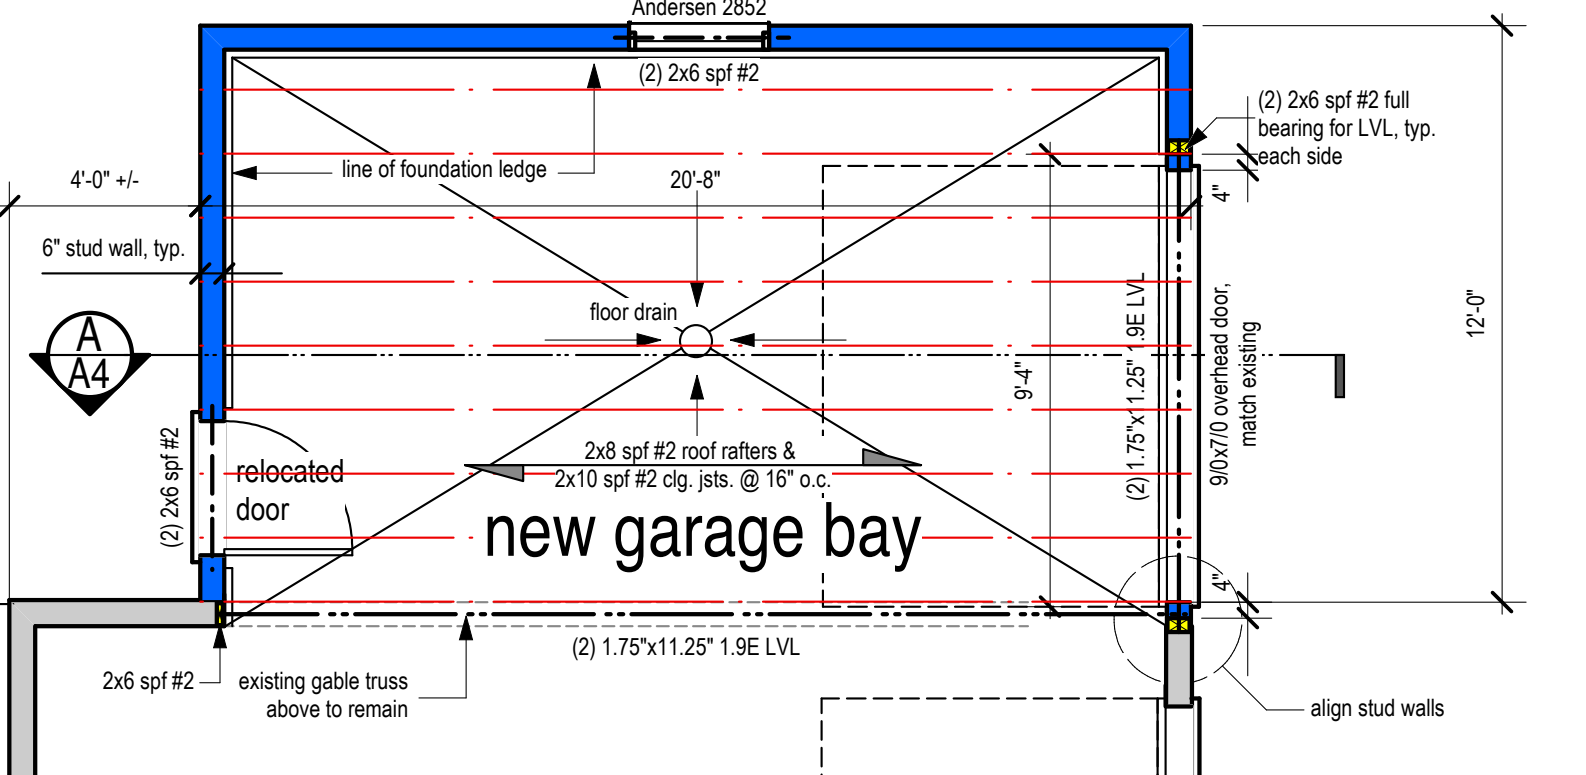 Andersen 2852
(2) 2x6 spf #2
(2) 2x6 spf #2 full
bearing for LVL, typ.
each side
line of foundation ledge
4'-0" +/-
20'-8"
4"
6" stud wall, typ.
floor drain
A
A4
(2) 1.75"x11.25" 1.9E LVL
9/0x7/0 overhead door,
match existing
12'-0"
9'-4"
2x8 spf #2 roof rafters &
2x10 spf #2 clg. jsts. @ 16" o.c.
(2) 2x6 spf #2
relocated
door
new garage bay
4"
(2) 1.75"x11.25" 1.9E LVL
2x6 spf #2
existing gable truss
above to remain
align stud walls